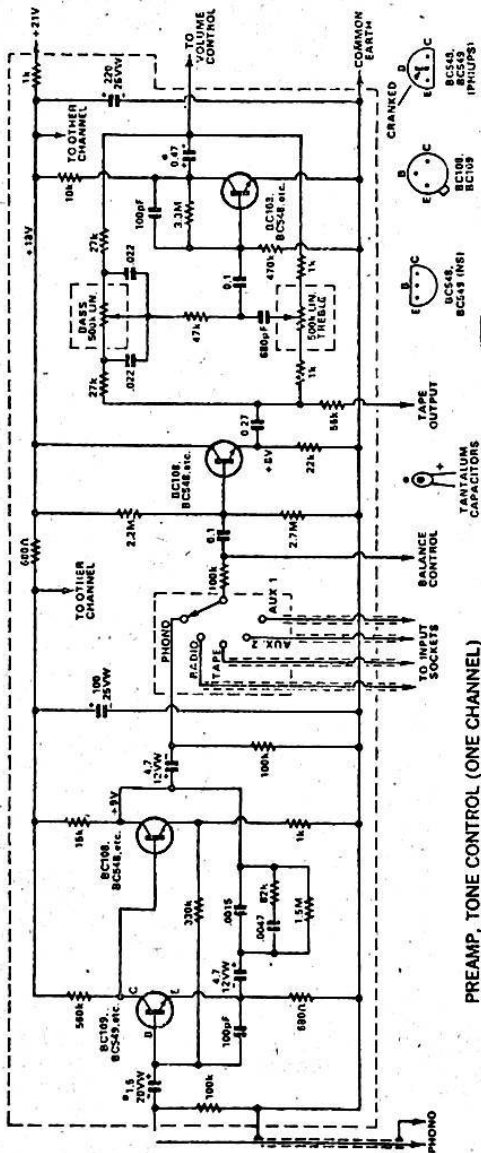 PHONO
*1.5
20VW
100k
560k
BC109,
BC549,etc.
B
C
E
100pF
4.7
12VW
680Ω
330k
.0015
.0047
82k
1.5M
15k
+9V
BC108,
BC548,etc.
1k
4.7
12VW
100k
100
25VW
TO OTHER
CHANNEL
600Ω
PHONO
RADIO
TAPE
AUX 2
AUX 1
TO INPUT
SOCKETS
100k
0.1
BALANCE
CONTROL
2.2M
2.7M
BC108,
BC548,etc.
+8V
22k
0.27
56k
TAPE
OUTPUT
27k
.022
BASS
500k LIN.
.022
27k
47k
680pF
1k
500k LIN.
TREBLE
1k
0.1
470k
+18V
10k
100pF
3.3M
BC548,etc.
*
0.47
TO OTHER
CHANNEL
1k
+21V
220
25VW
TO
VOLUME
CONTROL
COMMON
EARTH
TANTALUM
CAPACITORS
E
B
C
BC548,
BC549 (NS)
E
B
C
BC108,
BC109
CRANKED
E
C
BC548,
BC549
(PHILIPS)
PREAMP, TONE CONTROL (ONE CHANNEL)